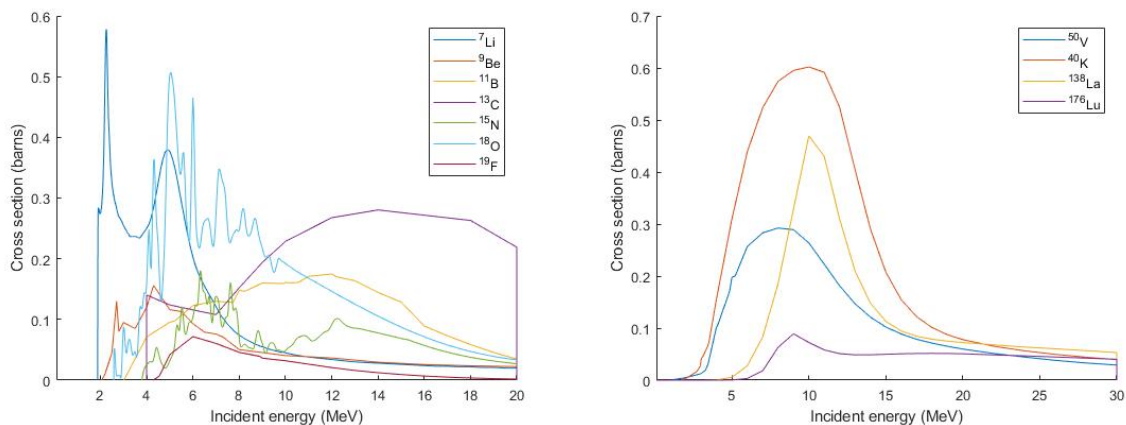 Cross section (barns)
0.6
0.5
0.4
0.3
0.2
0.1
0
2 4 6 8 10 12 14 16 18 20
Incident energy (MeV)
⁷Li
⁹Be
¹¹B
¹³C
¹⁵N
¹⁸O
¹⁹F
Cross section (barns)
0.7
0.6
0.5
0.4
0.3
0.2
0.1
0.0
5 10 15 20 25 30
Incident energy (MeV)
⁵⁰V
⁴⁰K
¹³⁸La
¹⁷⁶Lu